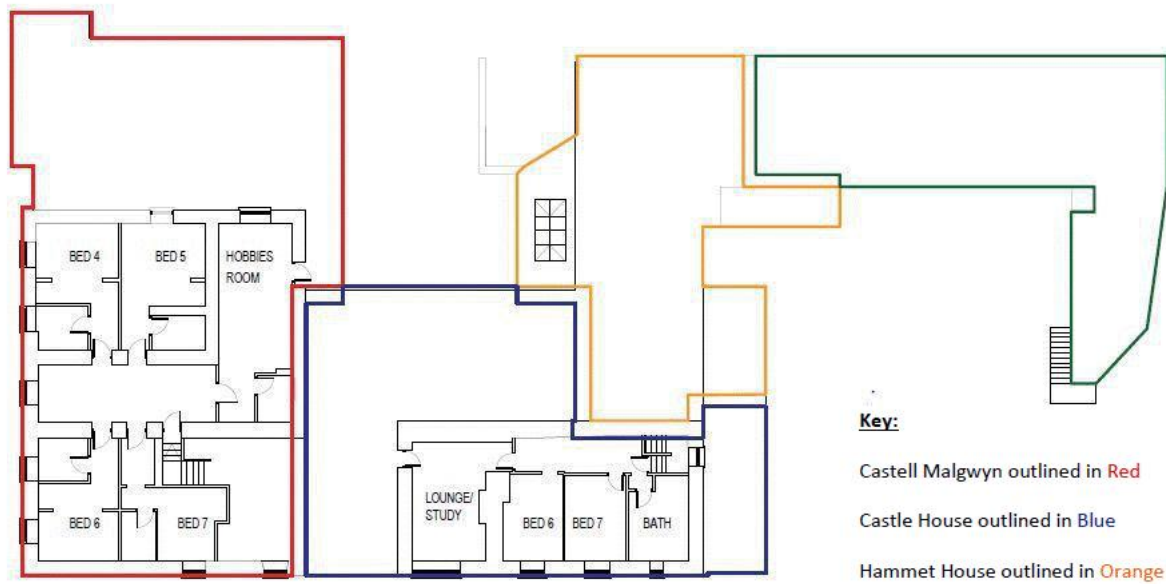 BED 4
BED 5
HOBBIES
ROOM
BED 6
BED 7
LOUNGE/
STUDY
BED 6
BED 7
BATH
Key:
Castell Malgwyn outlined in Red
Castle House outlined in Blue
Hammet House outlined in Orange